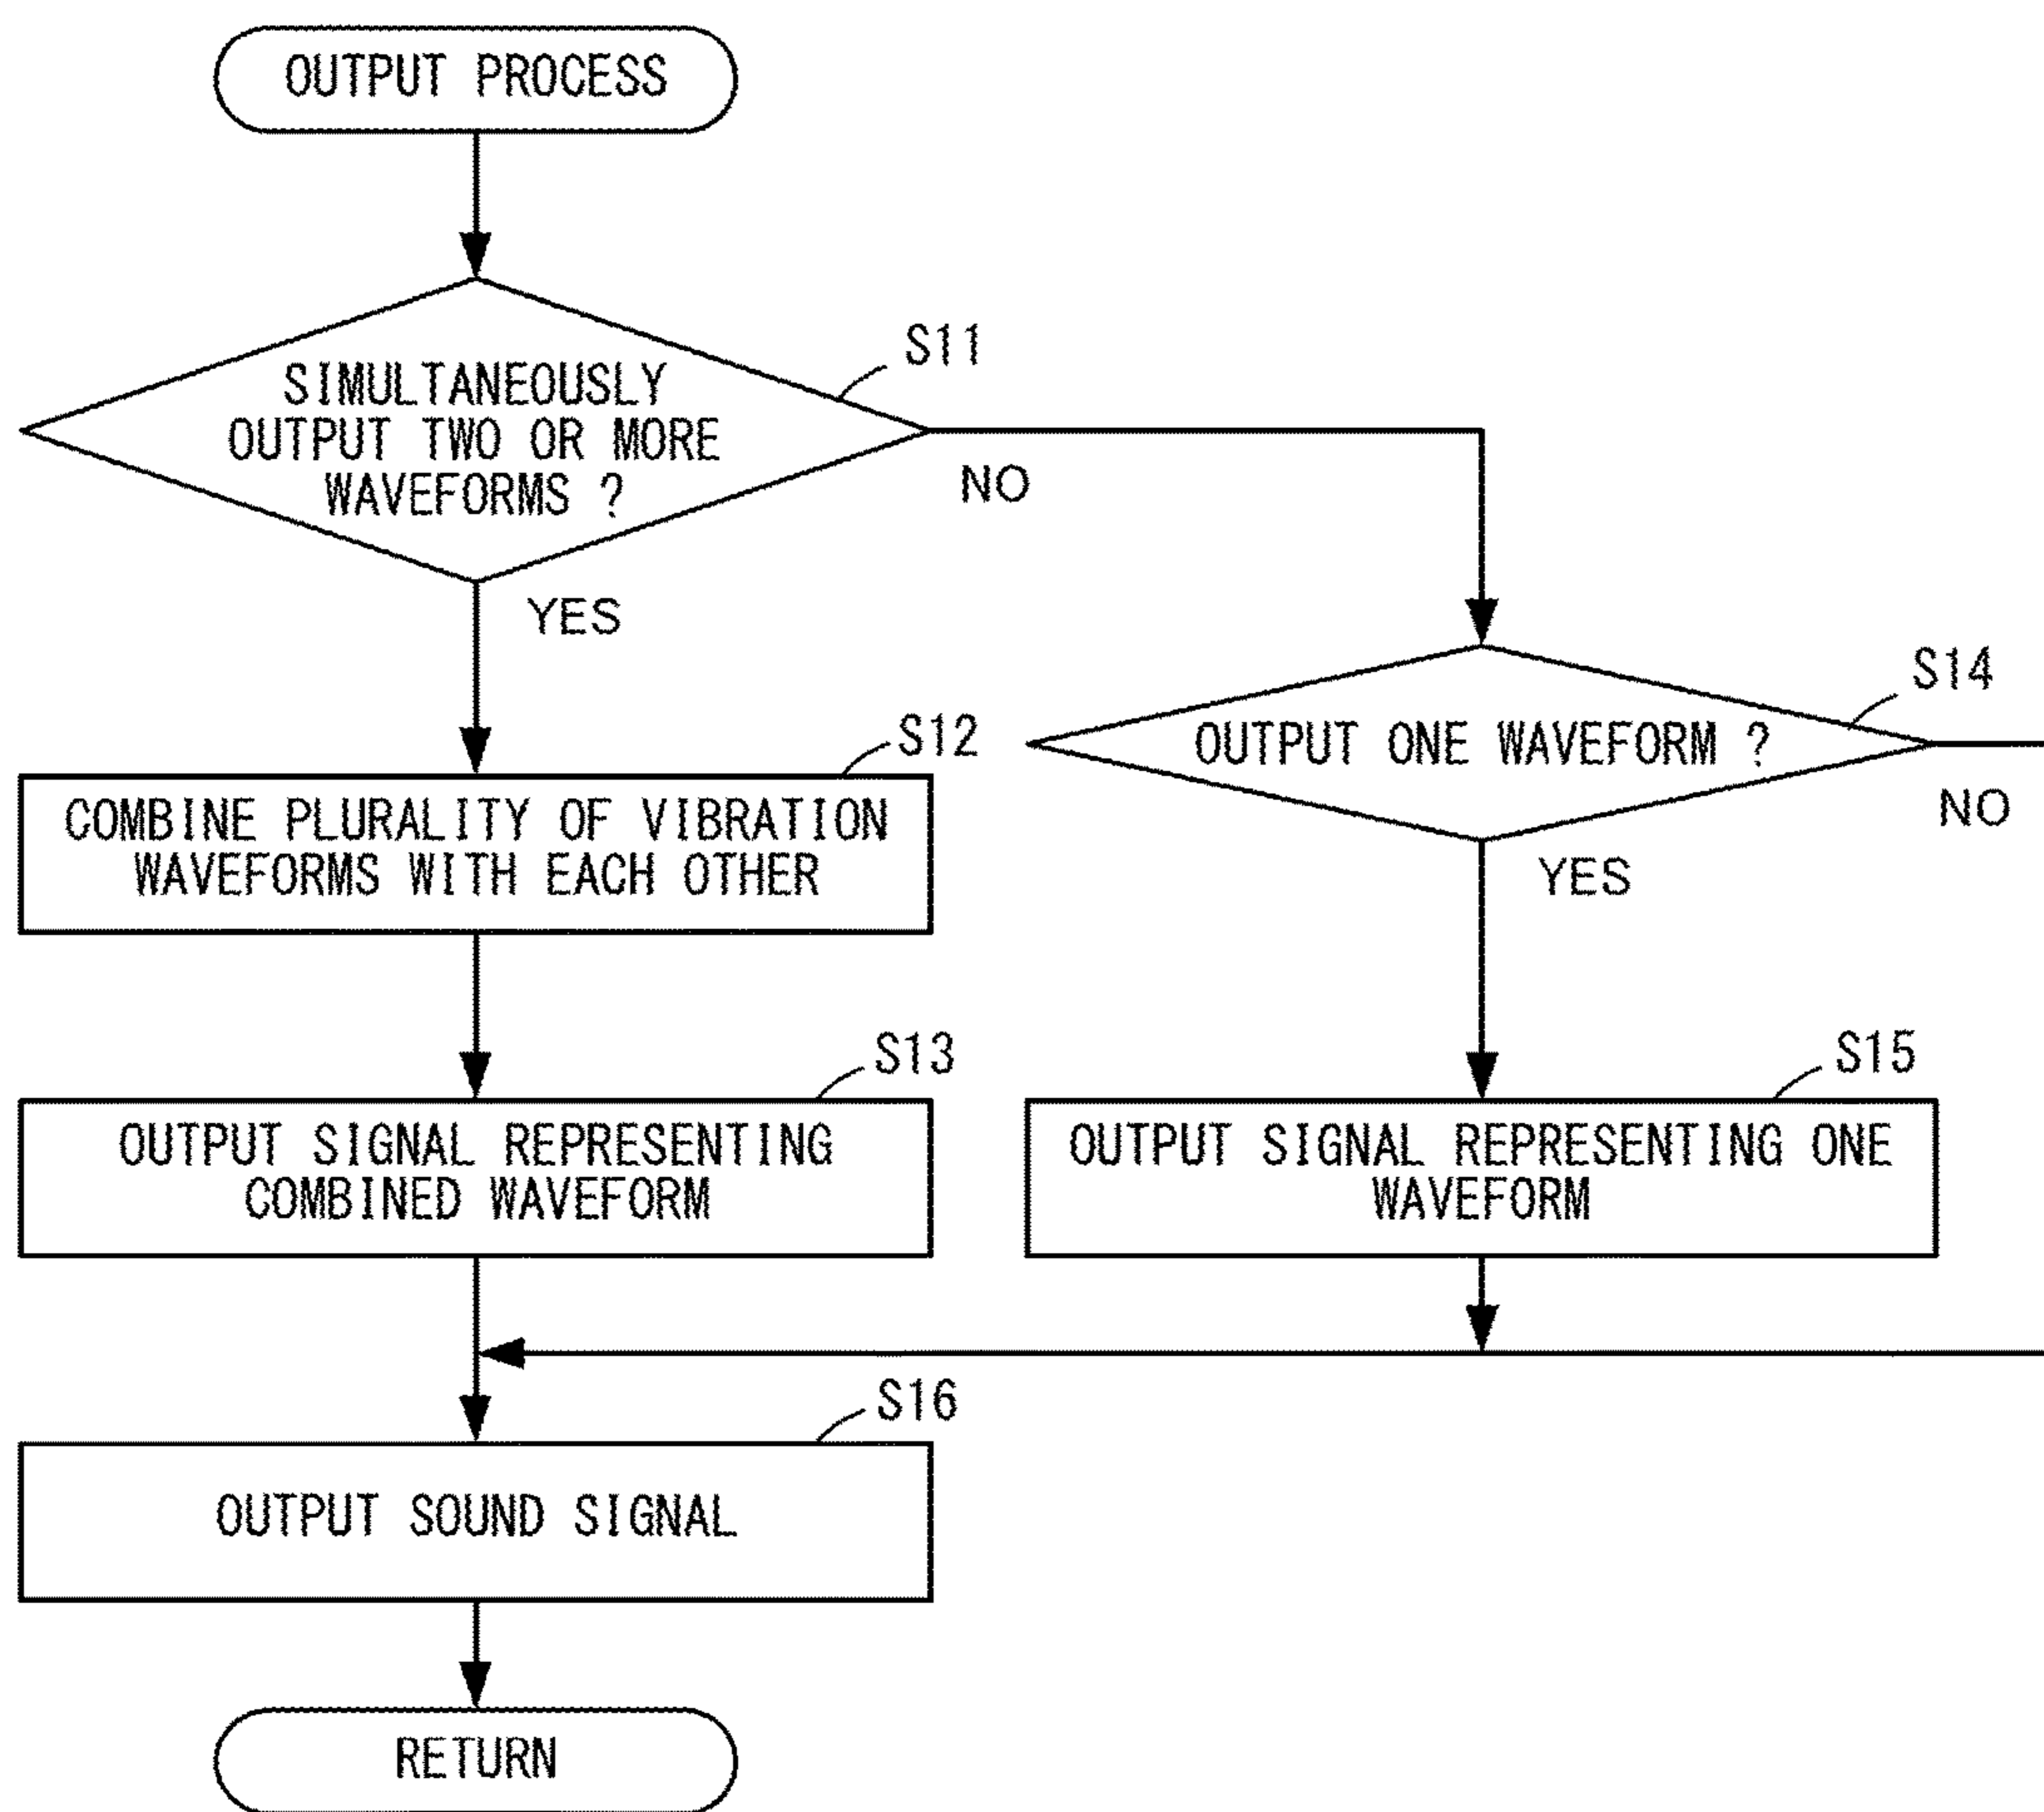 OUTPUT PROCESS
S11
SIMULTANEOUSLY
OUTPUT TWO OR MORE
WAVEFORMS ?
NO
YES
S14
OUTPUT ONE WAVEFORM ?
NO
YES
S12
COMBINE PLURALITY OF VIBRATION
WAVEFORMS WITH EACH OTHER
S13
OUTPUT SIGNAL REPRESENTING
COMBINED WAVEFORM
S15
OUTPUT SIGNAL REPRESENTING ONE
WAVEFORM
S16
OUTPUT SOUND SIGNAL
RETURN